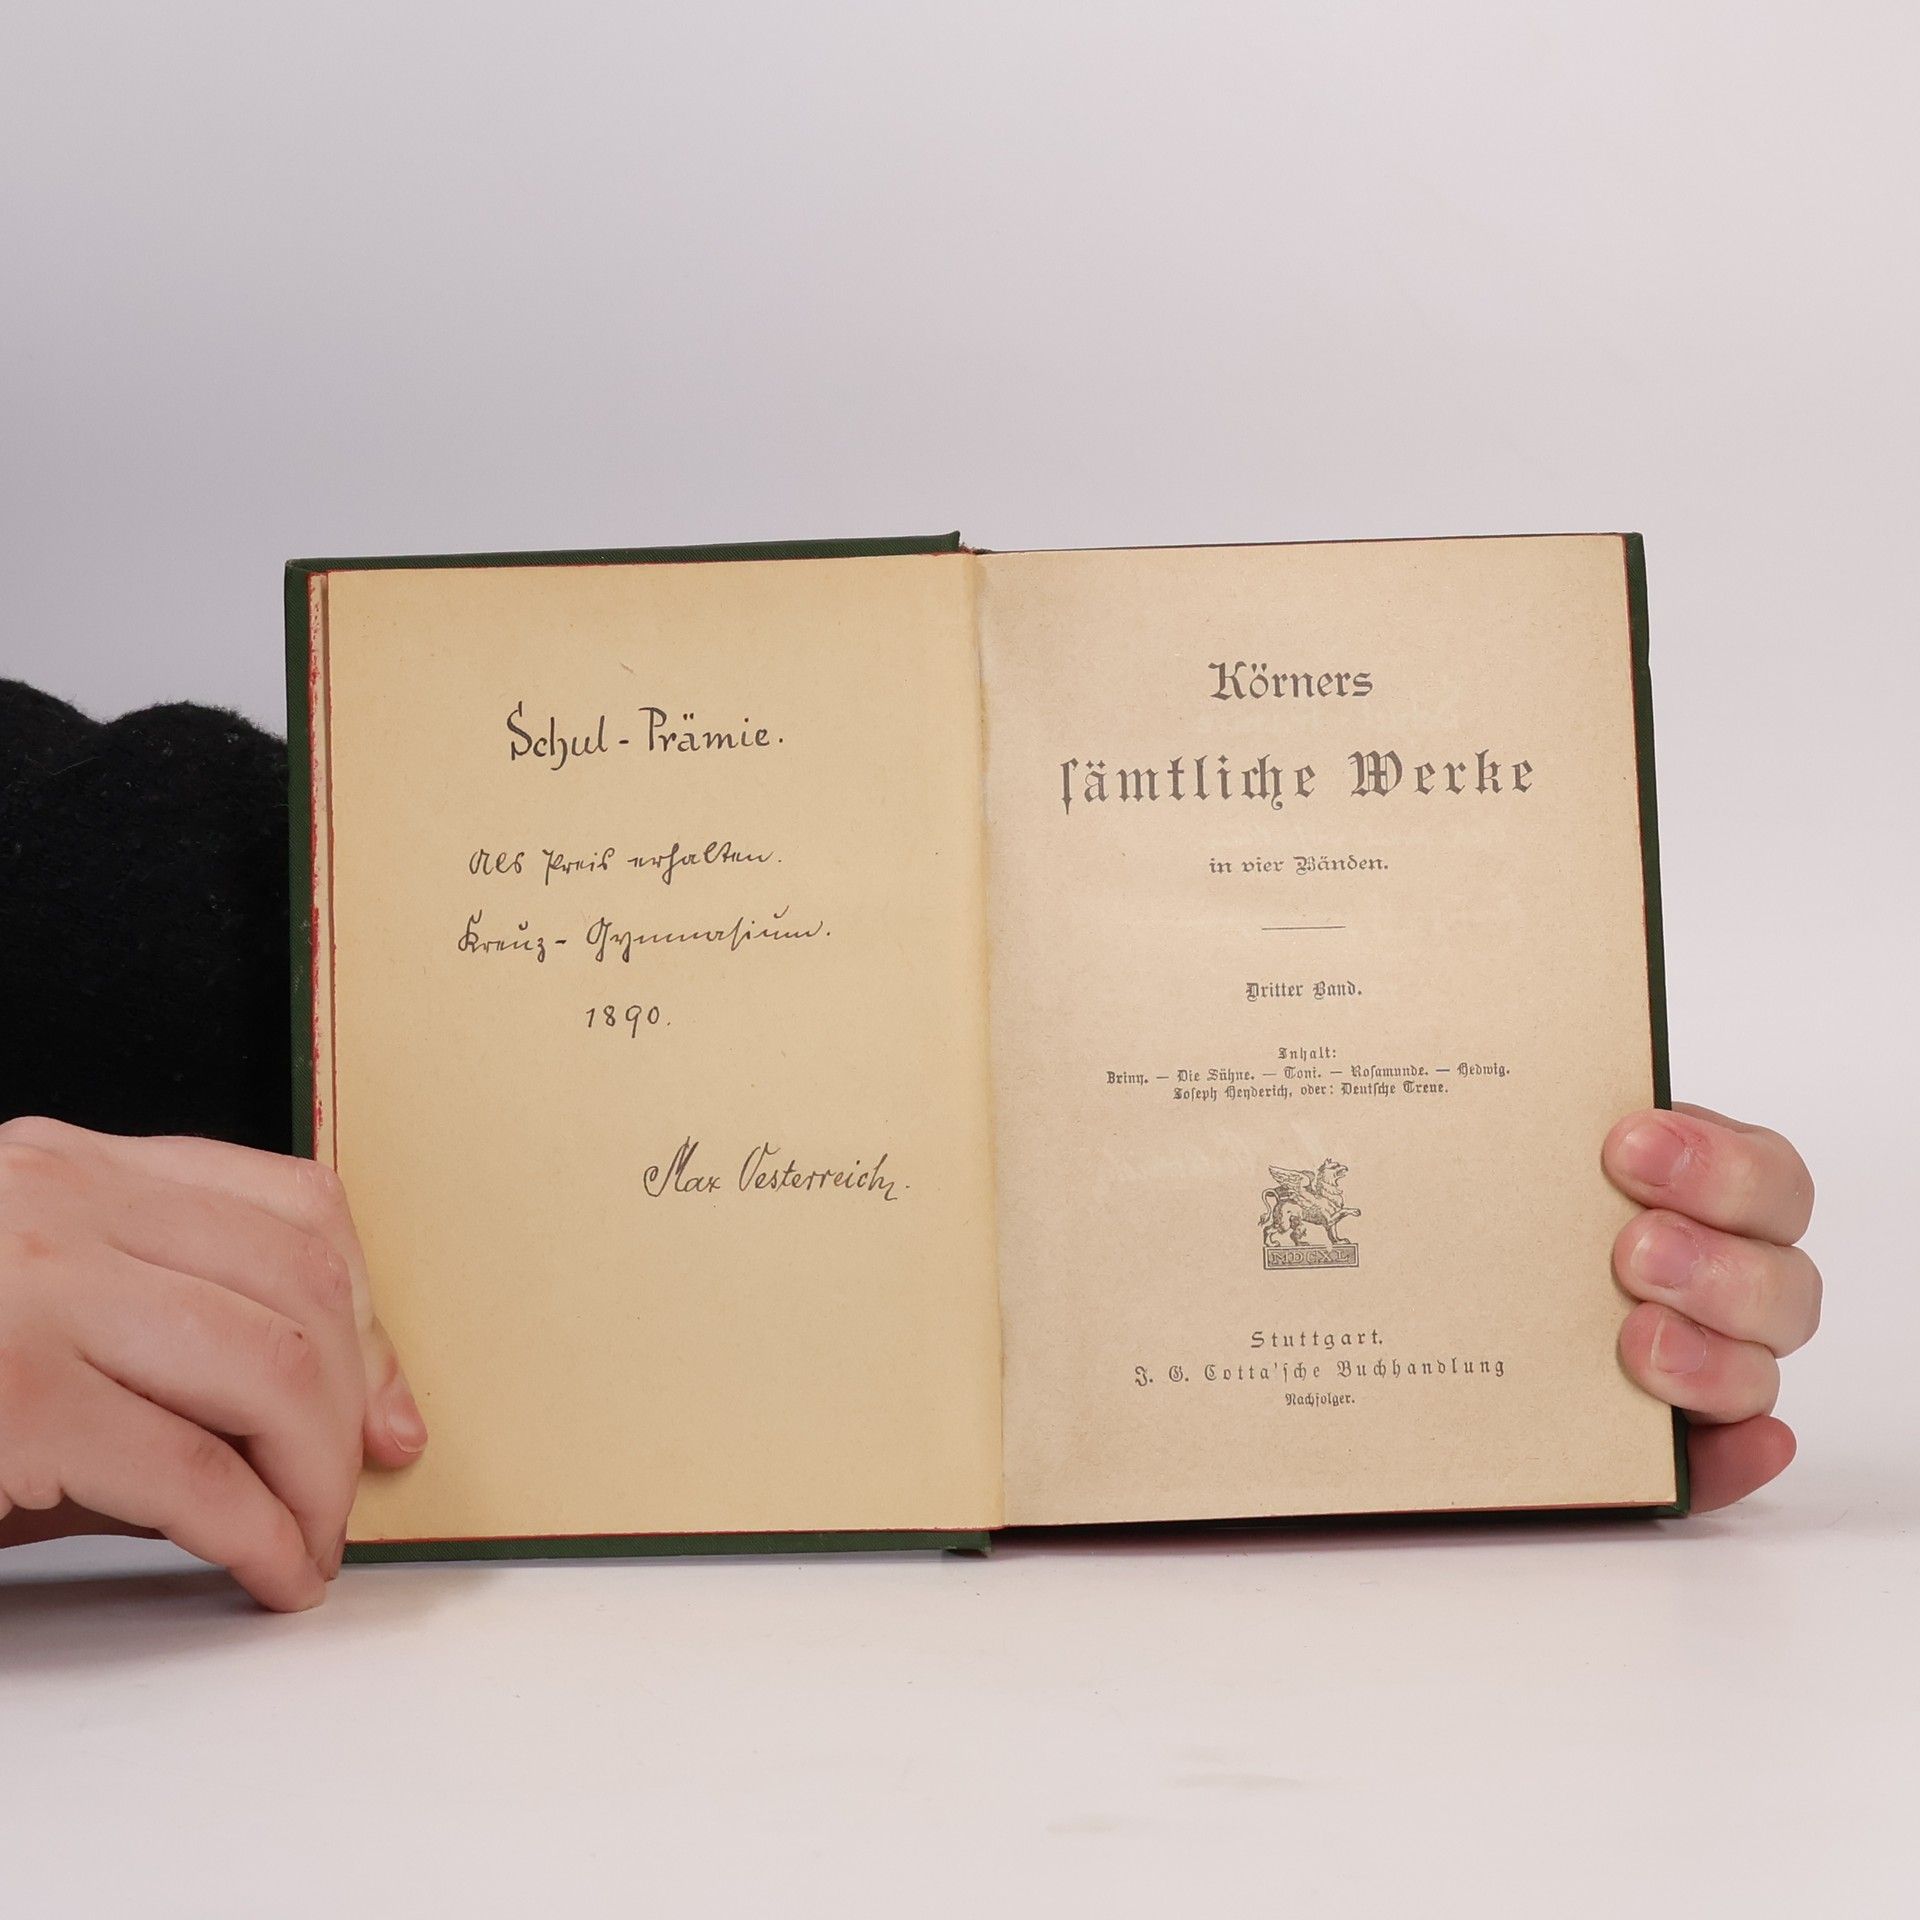 Schul-Prämie.
Als Preis erhalten.
Kreuz-Gymnasium.
1890.
Max Oesterreich.
Körners
ſämtliche Werke
in vier Bänden.
Dritter Band.
Inhalt:
Zriny. — Die Sühne. — Toni. — Roſamunde. — Hedwig.
Joſeph Heyderich, oder: Deutſche Treue.
MDCXL
Stuttgart.
J. G. Cotta'ſche Buchhandlung
Nachfolger.